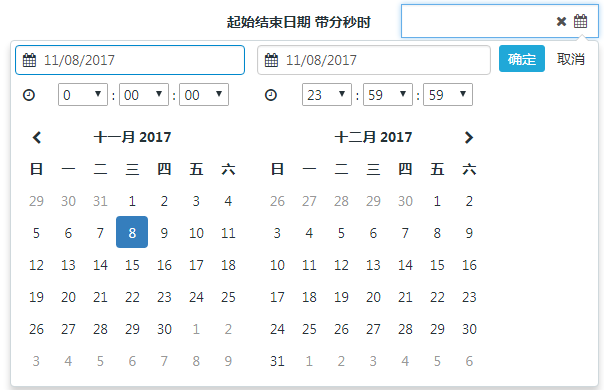 起始结束日期 带分秒时
11/08/2017 11/08/2017 确定 取消
0 : 00 : 00 23 : 59 : 59
十一月 2017 十二月 2017
日 一 二 三 四 五 六 日 一 二 三 四 五 六
29 30 31 1 2 3 4 26 27 28 29 30 1 2
5 6 7 8 9 10 11 3 4 5 6 7 8 9
12 13 14 15 16 17 18 10 11 12 13 14 15 16
19 20 21 22 23 24 25 17 18 19 20 21 22 23
26 27 28 29 30 1 2 24 25 26 27 28 29 30
3 4 5 6 7 8 9 31 1 2 3 4 5 6